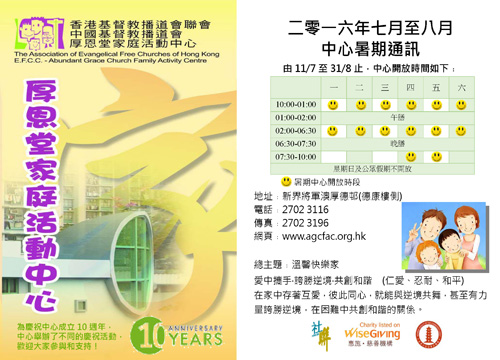 香港基督教播道會聯會
中國基督教播道會
厚恩堂家庭活動中心
The Association of Evangelical Free Churches of Hong Kong
E.F.C.C. - Abundant Grace Church Family Activity Centre
厚恩堂家庭活動中心
為慶祝中心成立 10 週年，
中心舉辦了不同的慶祝活動，
歡迎大家參與和支持！
10 ANNIVERSARY
YEARS
二零一六年七月至八月
中心暑期通訊
由 11/7 至 31/8 止，中心開放時間如下：
一 二 三 四 五 六
10:00-01:00
01:00-02:00 午膳
02:00-06:30
06:30-07:30 晚膳
07:30-10:00
星期日及公眾假期不開放
暑期中心開放時段
地址：新界將軍澳厚德邨(德康樓側)
電話：2702 3116
傳真：2702 3196
網頁：www.agcfac.org.hk
總主題：溫馨快樂家
愛中攜手‧跨勝逆境‧共創和諧 (仁愛、忍耐、和平)
在家中存著互愛，彼此同心，就能與逆境共舞，甚至有力
量跨勝逆境，在困難中共創和諧的關係。
Charity listed on
WiseGiving
惠施‧慈善機構